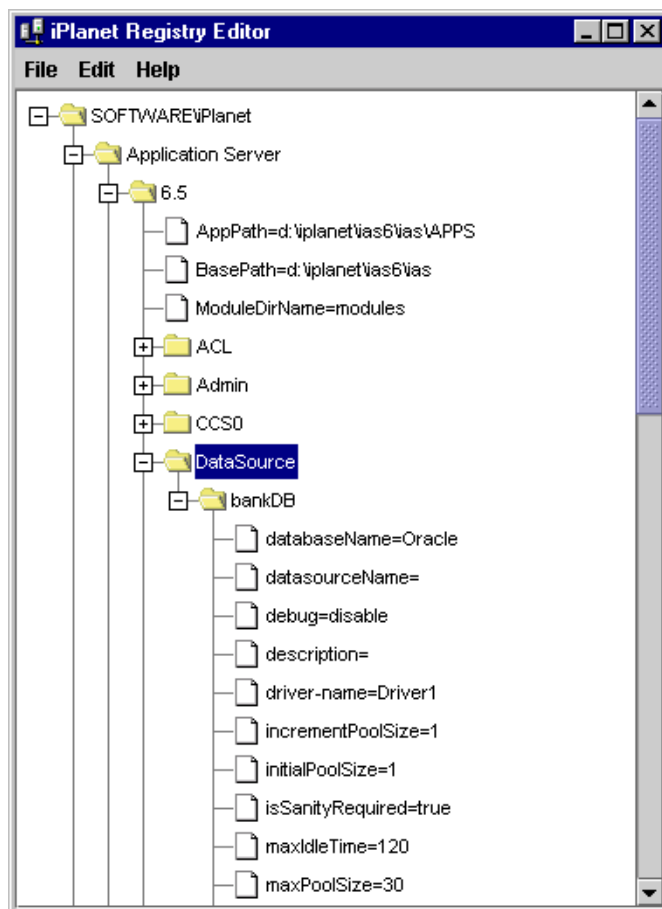 iPlanet Registry Editor
File Edit Help
SOFTWARE\iPlanet
Application Server
6.5
AppPath=d:\iplanet\ias6\ias\APPS
BasePath=d:\iplanet\ias6\ias
ModuleDirName=modules
ACL
Admin
CCS0
DataSource
bankDB
databaseName=Oracle
datasourceName=
debug=disable
description=
driver-name=Driver1
incrementPoolSize=1
initialPoolSize=1
isSanityRequired=true
maxIdleTime=120
maxPoolSize=30